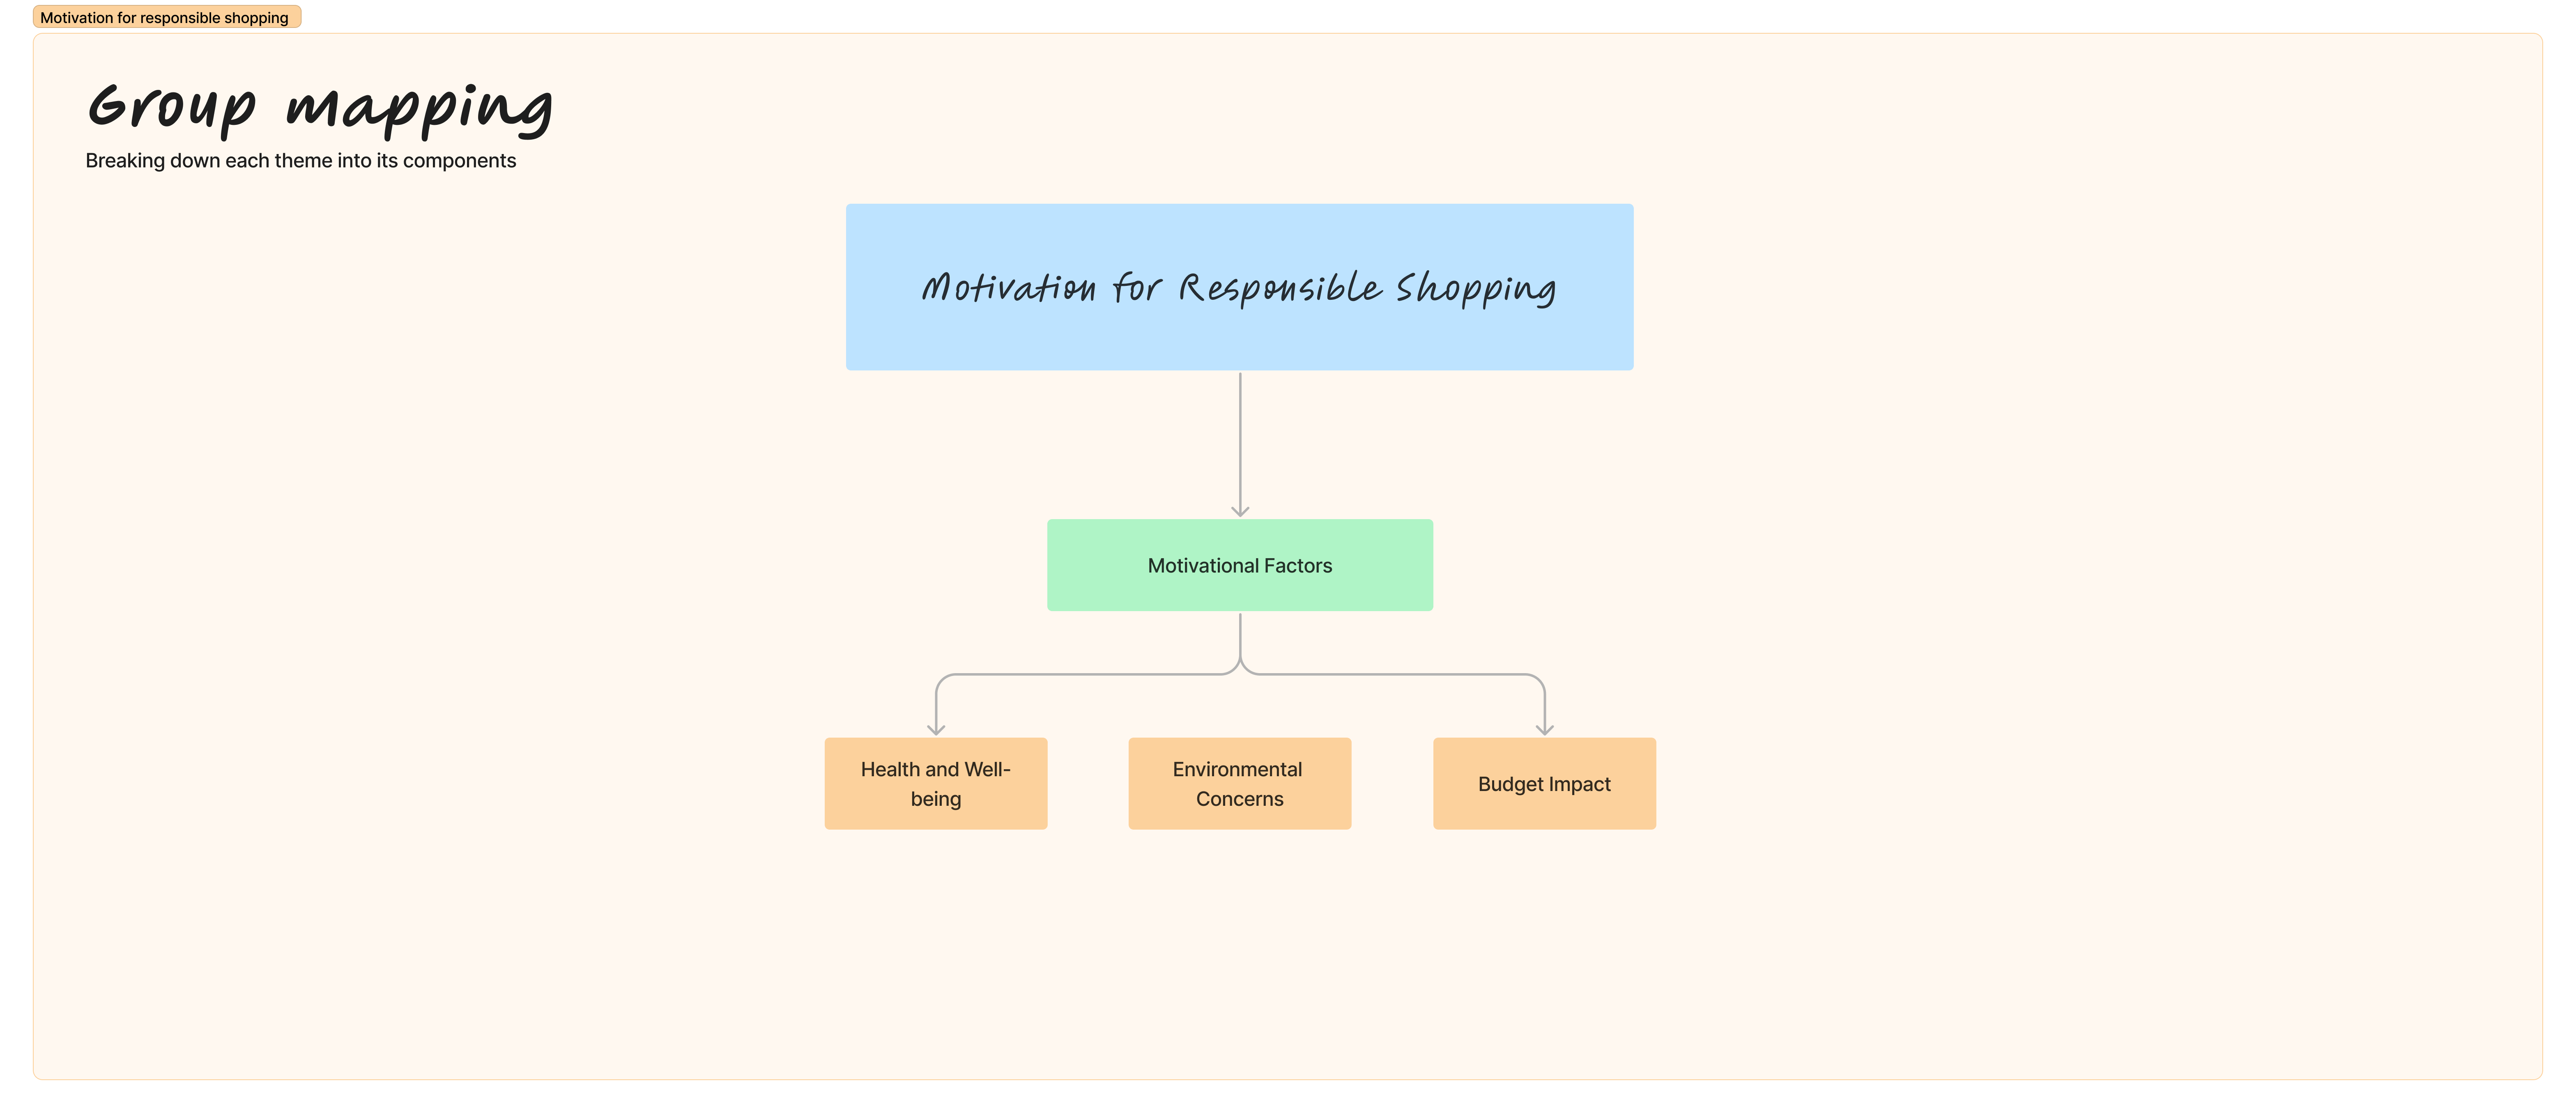 Motivation for responsible shopping
Group mapping
Breaking down each theme into its components
Motivation for Responsible Shopping
Motivational Factors
Health and Well-
being
Environmental
Concerns
Budget Impact